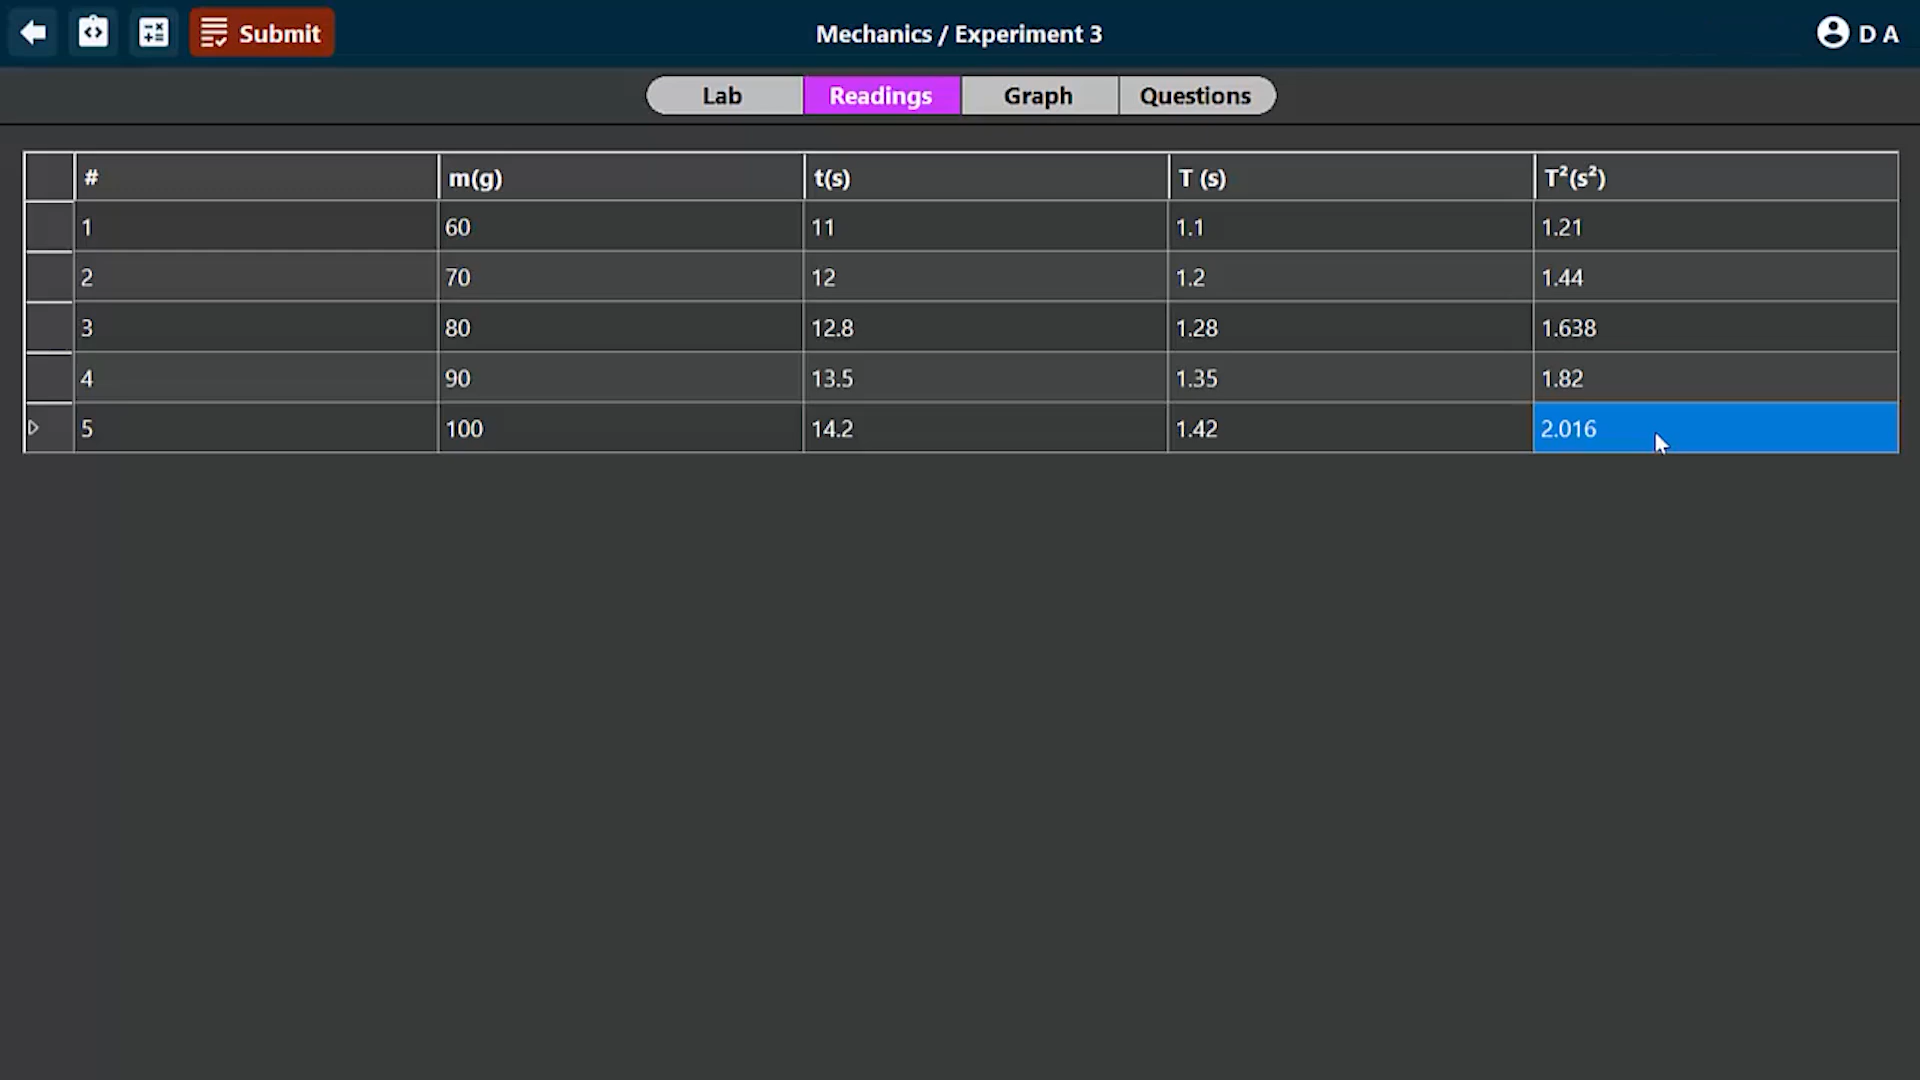 Submit
Mechanics / Experiment 3
D A
Lab Readings Graph Questions
# m(g) t(s) T (s) T²(s²)
1 60 11 1.1 1.21
2 70 12 1.2 1.44
3 80 12.8 1.28 1.638
4 90 13.5 1.35 1.82
5 100 14.2 1.42 2.016